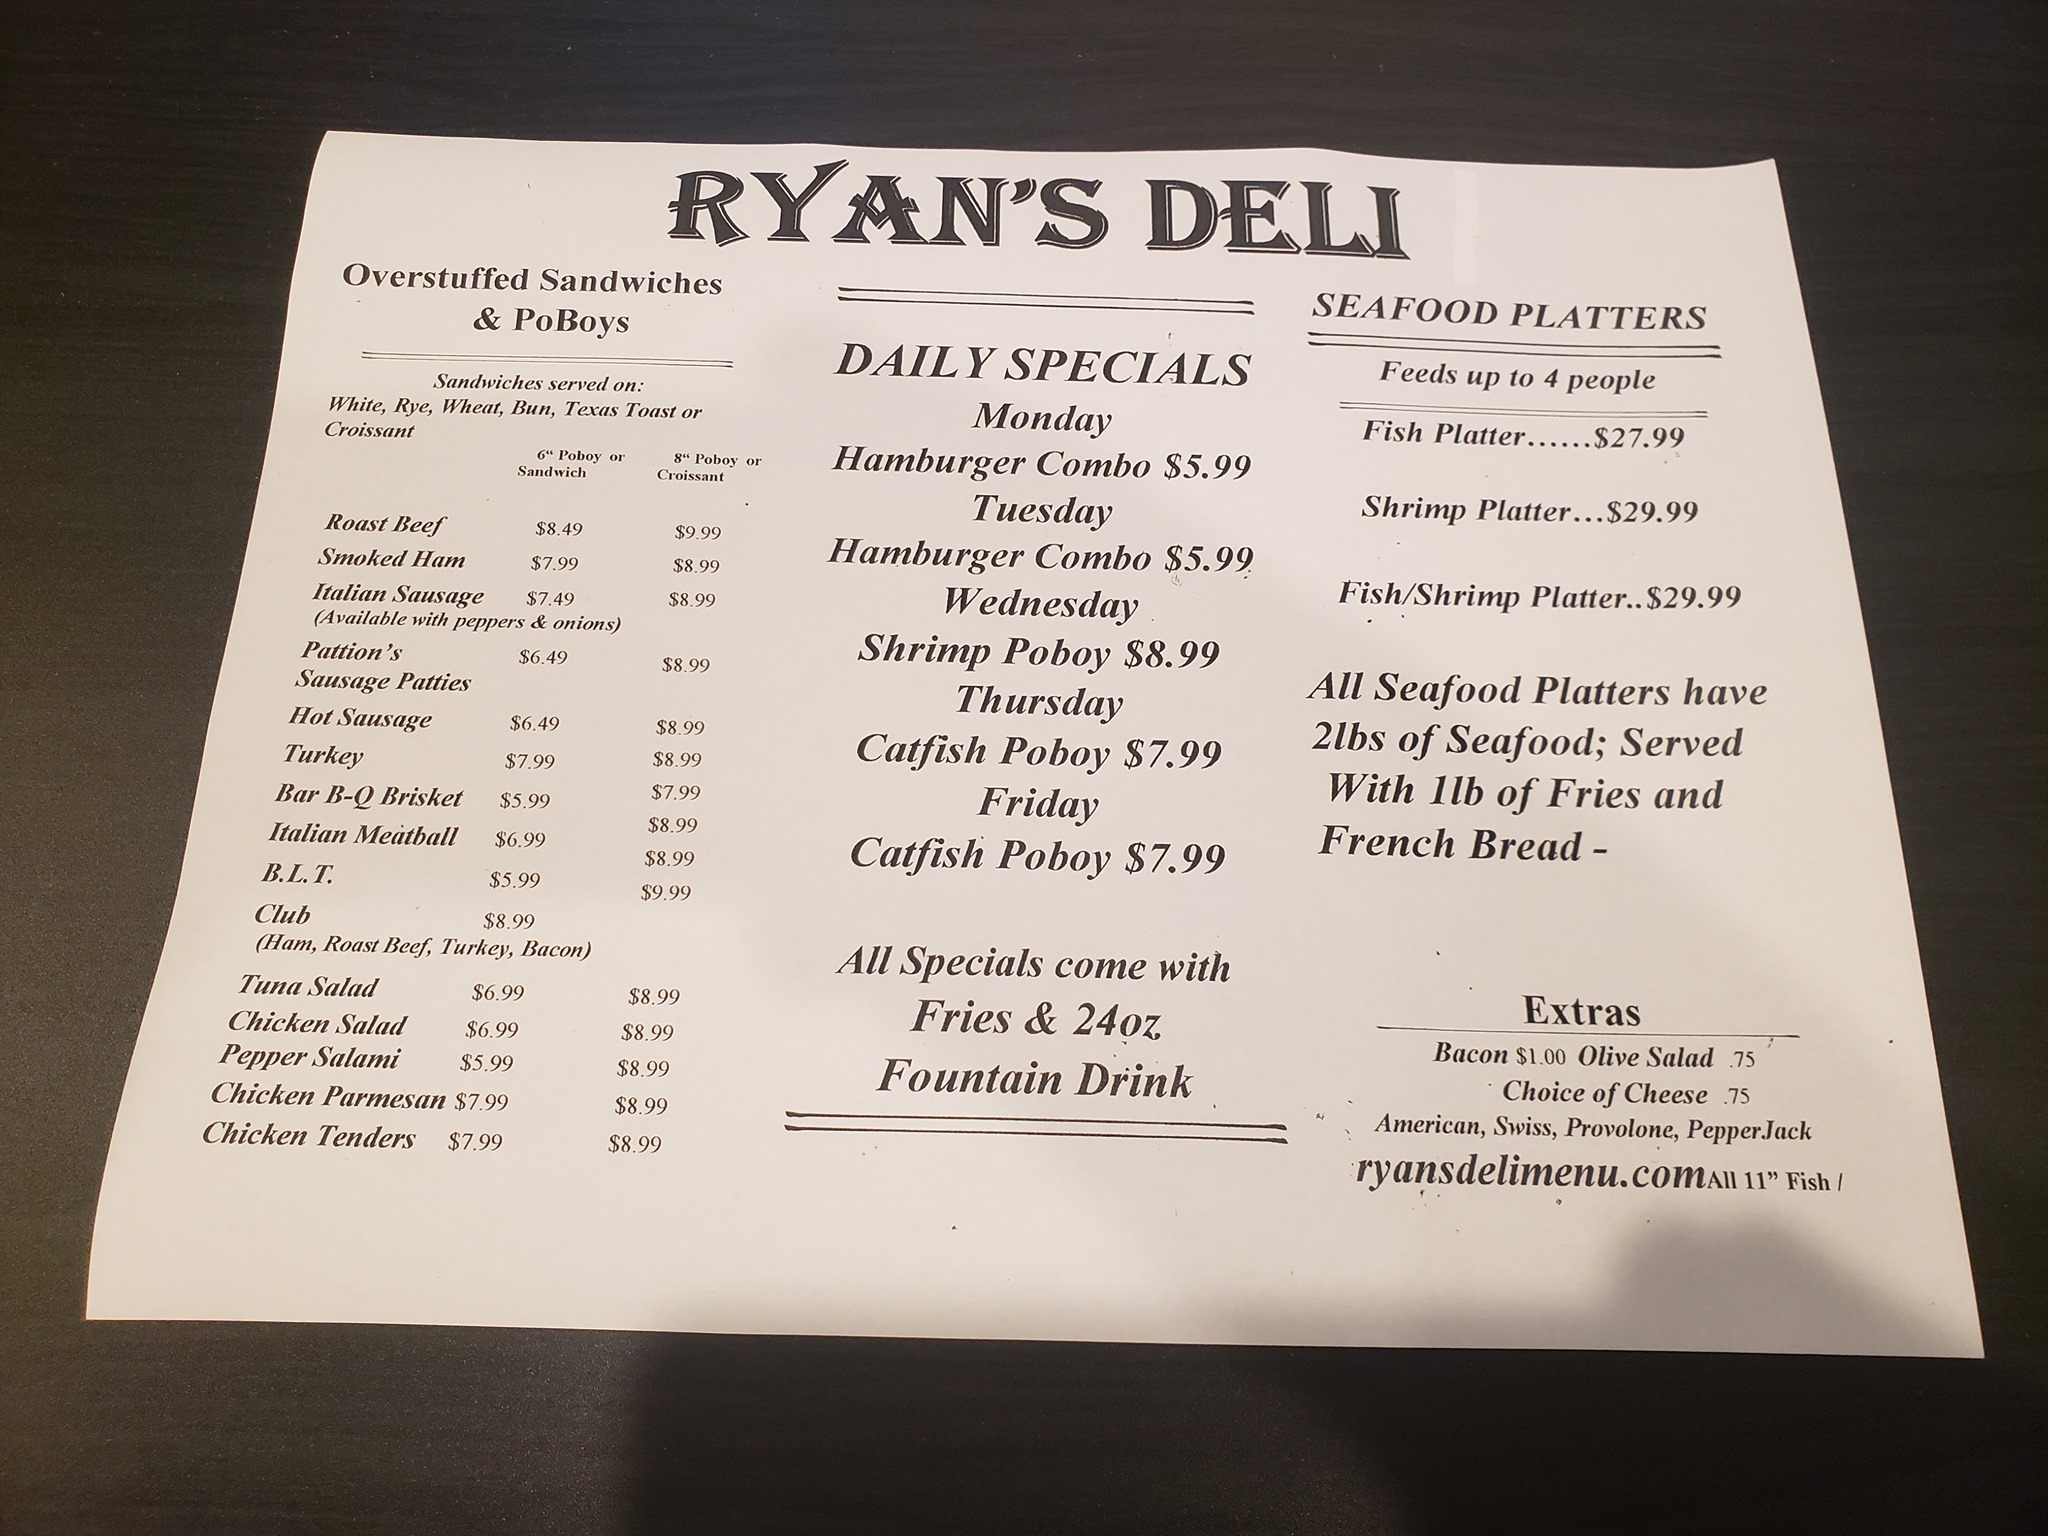 RYAN'S DELI
Overstuffed Sandwiches
& PoBoys
Sandwiches served on:
White, Rye, Wheat, Bun, Texas Toast or
Croissant
6“ Poboy or 8“ Poboy or
Sandwich Croissant
Roast Beef $8.49 $9.99
Smoked Ham $7.99 $8.99
Italian Sausage $7.49 $8.99
(Available with peppers & onions)
Pattion's $6.49 $8.99
Sausage Patties
Hot Sausage $6.49 $8.99
Turkey $7.99 $8.99
Bar B-Q Brisket $5.99 $7.99
Italian Meatball $6.99 $8.99
B.L.T. $5.99 $8.99
Club $8.99 $9.99
(Ham, Roast Beef, Turkey, Bacon)
Tuna Salad $6.99 $8.99
Chicken Salad $6.99 $8.99
Pepper Salami $5.99 $8.99
Chicken Parmesan $7.99 $8.99
Chicken Tenders $7.99 $8.99
DAILY SPECIALS
Monday
Hamburger Combo $5.99
Tuesday
Hamburger Combo $5.99
Wednesday
Shrimp Poboy $8.99
Thursday
Catfish Poboy $7.99
Friday
Catfish Poboy $7.99
All Specials come with
Fries & 24oz
Fountain Drink
SEAFOOD PLATTERS
Feeds up to 4 people
Fish Platter......$27.99
Shrimp Platter...$29.99
Fish/Shrimp Platter..$29.99
All Seafood Platters have
2lbs of Seafood; Served
With 1lb of Fries and
French Bread -
Extras
Bacon $1.00 Olive Salad .75
Choice of Cheese .75
American, Swiss, Provolone, PepperJack
ryansdelimenu.comAll 11” Fish /